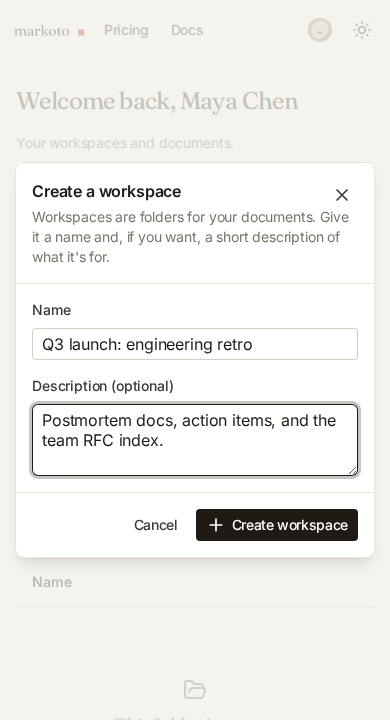 markoto Pricing Docs
Welcome back, Maya Chen
Your workspaces and documents.
Create a workspace
Workspaces are folders for your documents. Give
it a name and, if you want, a short description of
what it's for.
Name
Q3 launch: engineering retro
Description (optional)
Postmortem docs, action items, and the
team RFC index.
Cancel
Create workspace
Name